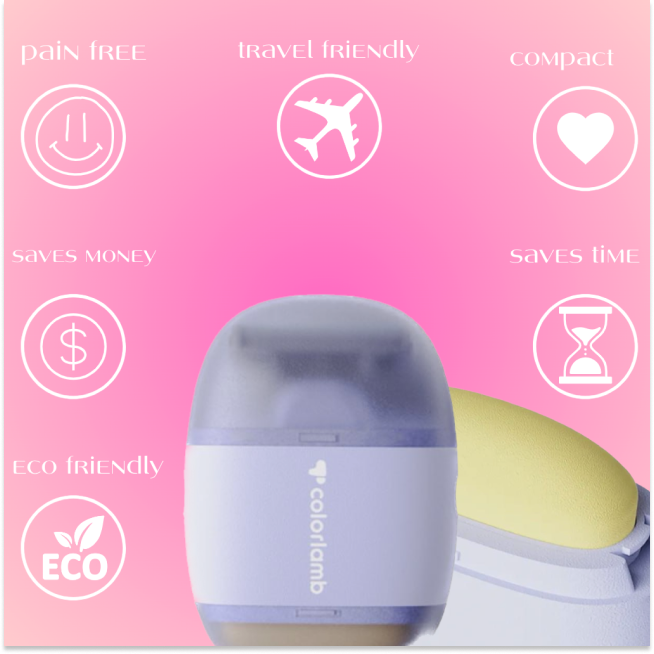 pain free
travel friendly
compact
saves money
saves time
eco friendly
ECO
$
colorlamb